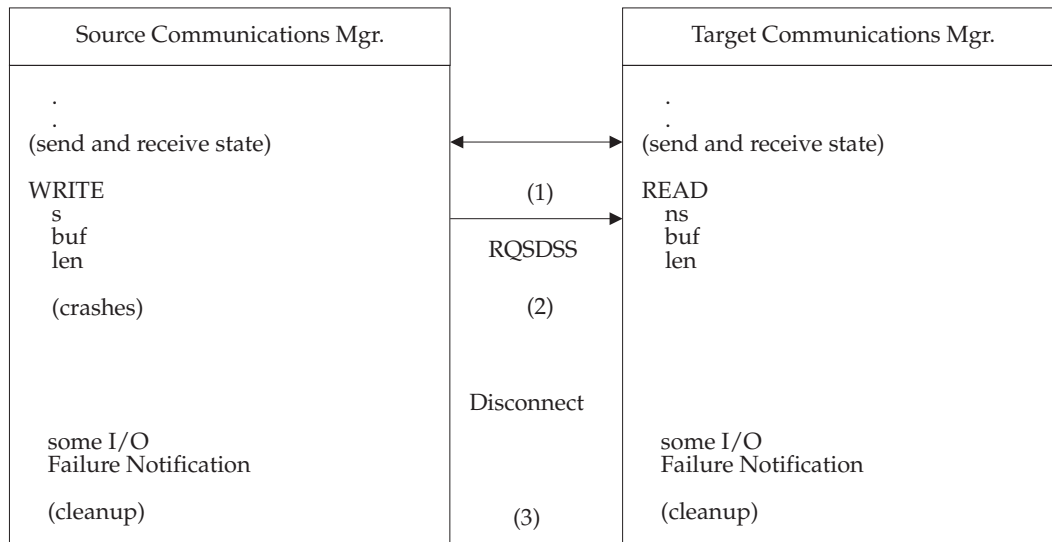 Source Communications Mgr.
Target Communications Mgr.
.
.
.
.
(send and receive state)
(send and receive state)
WRITE
(1)
READ
s
ns
buf
RQSDSS
buf
len
len
(crashes)
(2)
Disconnect
some I/O
some I/O
Failure Notification
Failure Notification
(cleanup)
(3)
(cleanup)